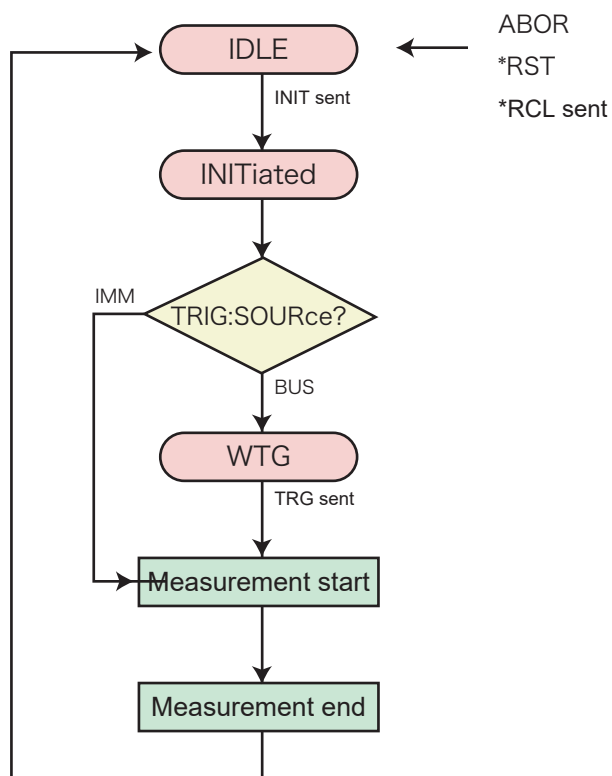 IDLE
ABOR
*RST
*RCL sent
INIT sent
INITiated
IMM
TRIG:SOURce?
BUS
WTG
TRG sent
Measurement start
Measurement end